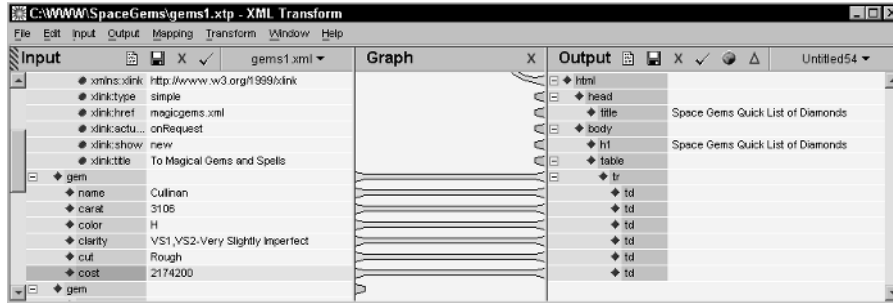 C:\WWW\SpaceGems\gems1.xtp - XML Transform
File Edit Input Output Mapping Transform Window Help
Input X gems1.xml Graph X Output X Untitled54
xmlns:xlink http://www.w3.org/1999/xlink
xlink:type simple
xlink:href magicgems.xml
xlink:actu... onRequest
xlink:show new
xlink:title To Magical Gems and Spells
gem
name Cullinan
carat 3106
color H
clarity VS1,VS2-Very Slightly Imperfect
cut Rough
cost 2174200
gem
html
head
title Space Gems Quick List of Diamonds
body
h1 Space Gems Quick List of Diamonds
table
tr
td
td
td
td
td
td